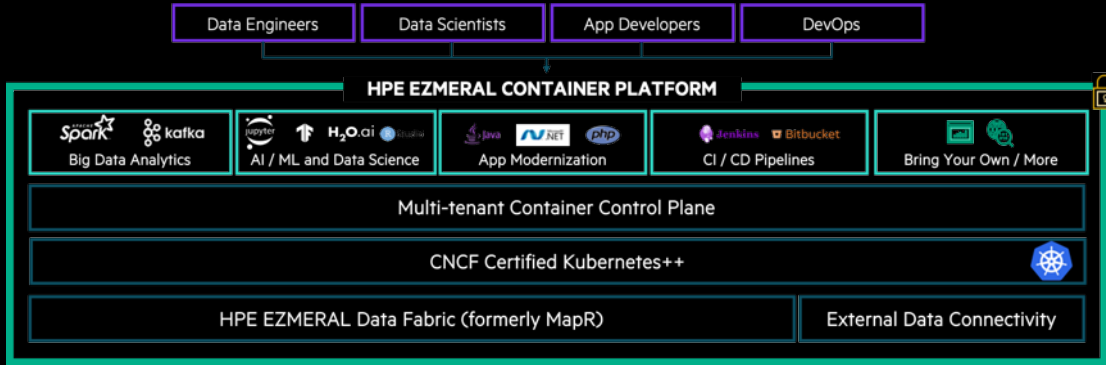 Data Engineers
Data Scientists
App Developers
DevOps
HPE EZMERAL CONTAINER PLATFORM
APACHE Spark
kafka
Big Data Analytics
jupyter
H2O.ai
AI / ML and Data Science
Java
.NET
php
App Modernization
Jenkins
Bitbucket
CI / CD Pipelines
Bring Your Own / More
Multi-tenant Container Control Plane
CNCF Certified Kubernetes++
HPE EZMERAL Data Fabric (formerly MapR)
External Data Connectivity